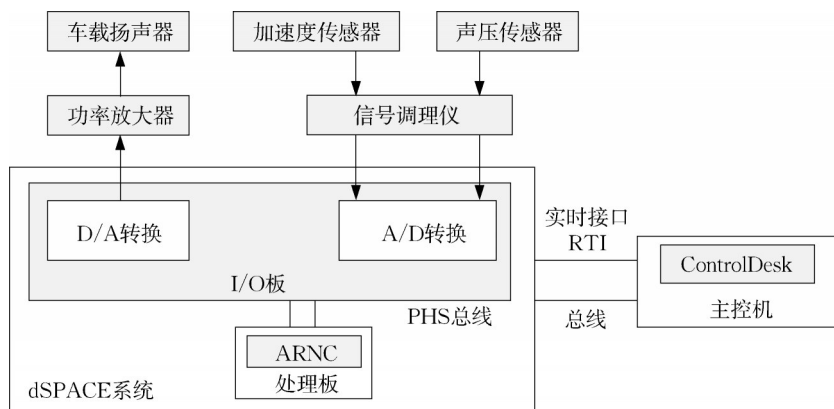 车载扬声器
加速度传感器
声压传感器
功率放大器
信号调理仪
D/A转换
A/D转换
I/O板
PHS总线
ARNC
处理板
dSPACE系统
实时接口
RTI
总线
ControlDesk
主控机